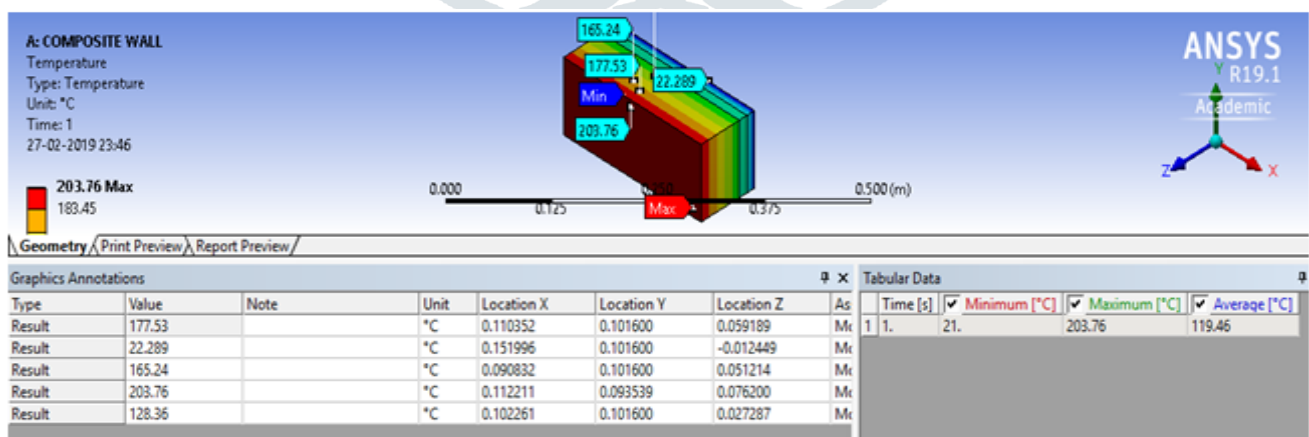 A: COMPOSITE WALL
Temperature
Type: Temperature
Unit: °C
Time: 1
27-02-2019 23:46
203.76 Max
183.45
165.24
177.53
22.289
Min
203.76
Max
0.000
0.500 (m)
0.125
0.375
ANSYS
R19.1
Academic
Y
Z
X
Geometry Print Preview Report Preview
Graphics Annotations
Type Value Note Unit Location X Location Y Location Z As
Result 177.53 °C 0.110352 0.101600 0.059189
Result 22.289 °C 0.151996 0.101600 -0.012449
Result 165.24 °C 0.090832 0.101600 0.051214
Result 203.76 °C 0.112211 0.093539 0.076200
Result 128.36 °C 0.102261 0.101600 0.027287
Tabular Data
Time [s] Minimum [°C] Maximum [°C] Average [°C]
1 1. 21. 203.76 119.46